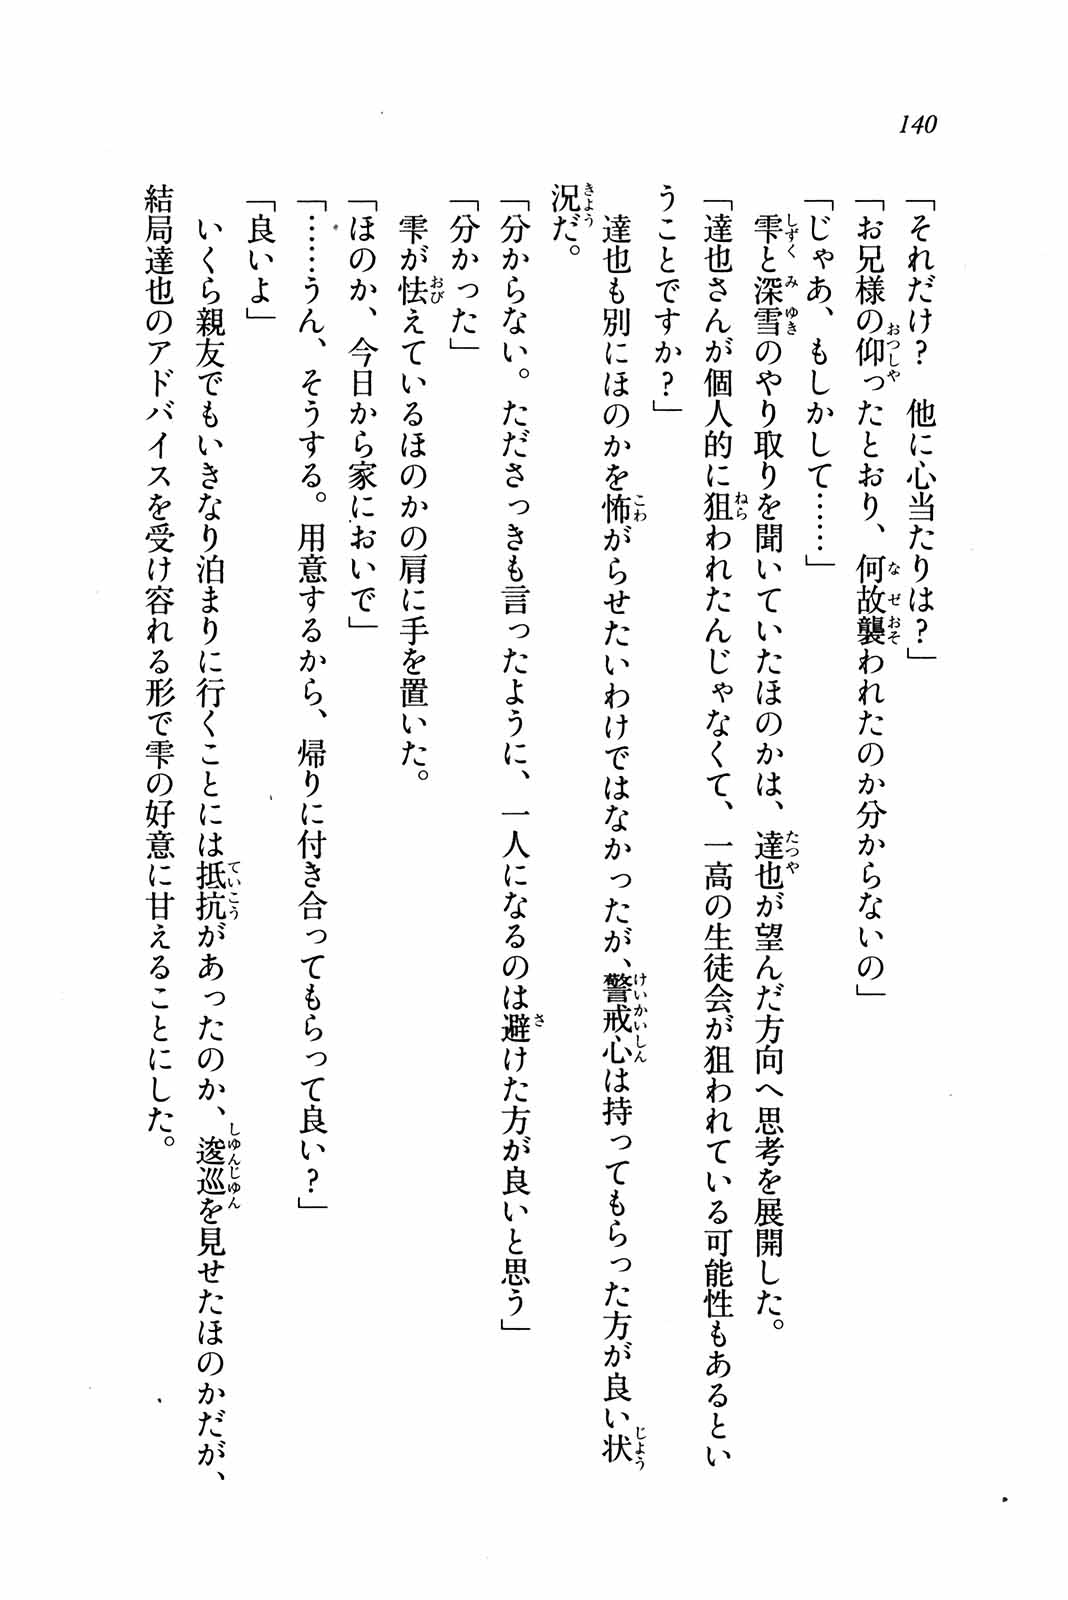 140
「それだけ？　他に心当たりは？」
「お兄様の仰ったとおり、何故襲われたのか分からないの」
「じゃあ、もしかして……」
　雫と深雪のやり取りを聞いていたほのかは、達也が望んだ方向へ思考を展開した。
「達也さんが個人的に狙われたんじゃなくて、一高の生徒会が狙われている可能性もあるとい
うことですか？」
　達也も別にほのかを怖がらせたいわけではなかったが、警戒心は持ってもらった方が良い状
況だ。
「分からない。たださっきも言ったように、一人になるのは避けた方が良いと思う」
「分かった」
　雫が怯えているほのかの肩に手を置いた。
「ほのか、今日から家においで」
「……うん、そうする。用意するから、帰りに付き合ってもらって良い？」
「良いよ」
　いくら親友でもいきなり泊まりに行くことには抵抗があったのか、逡巡を見せたほのかだが、
結局達也のアドバイスを受け容れる形で雫の好意に甘えることにした。